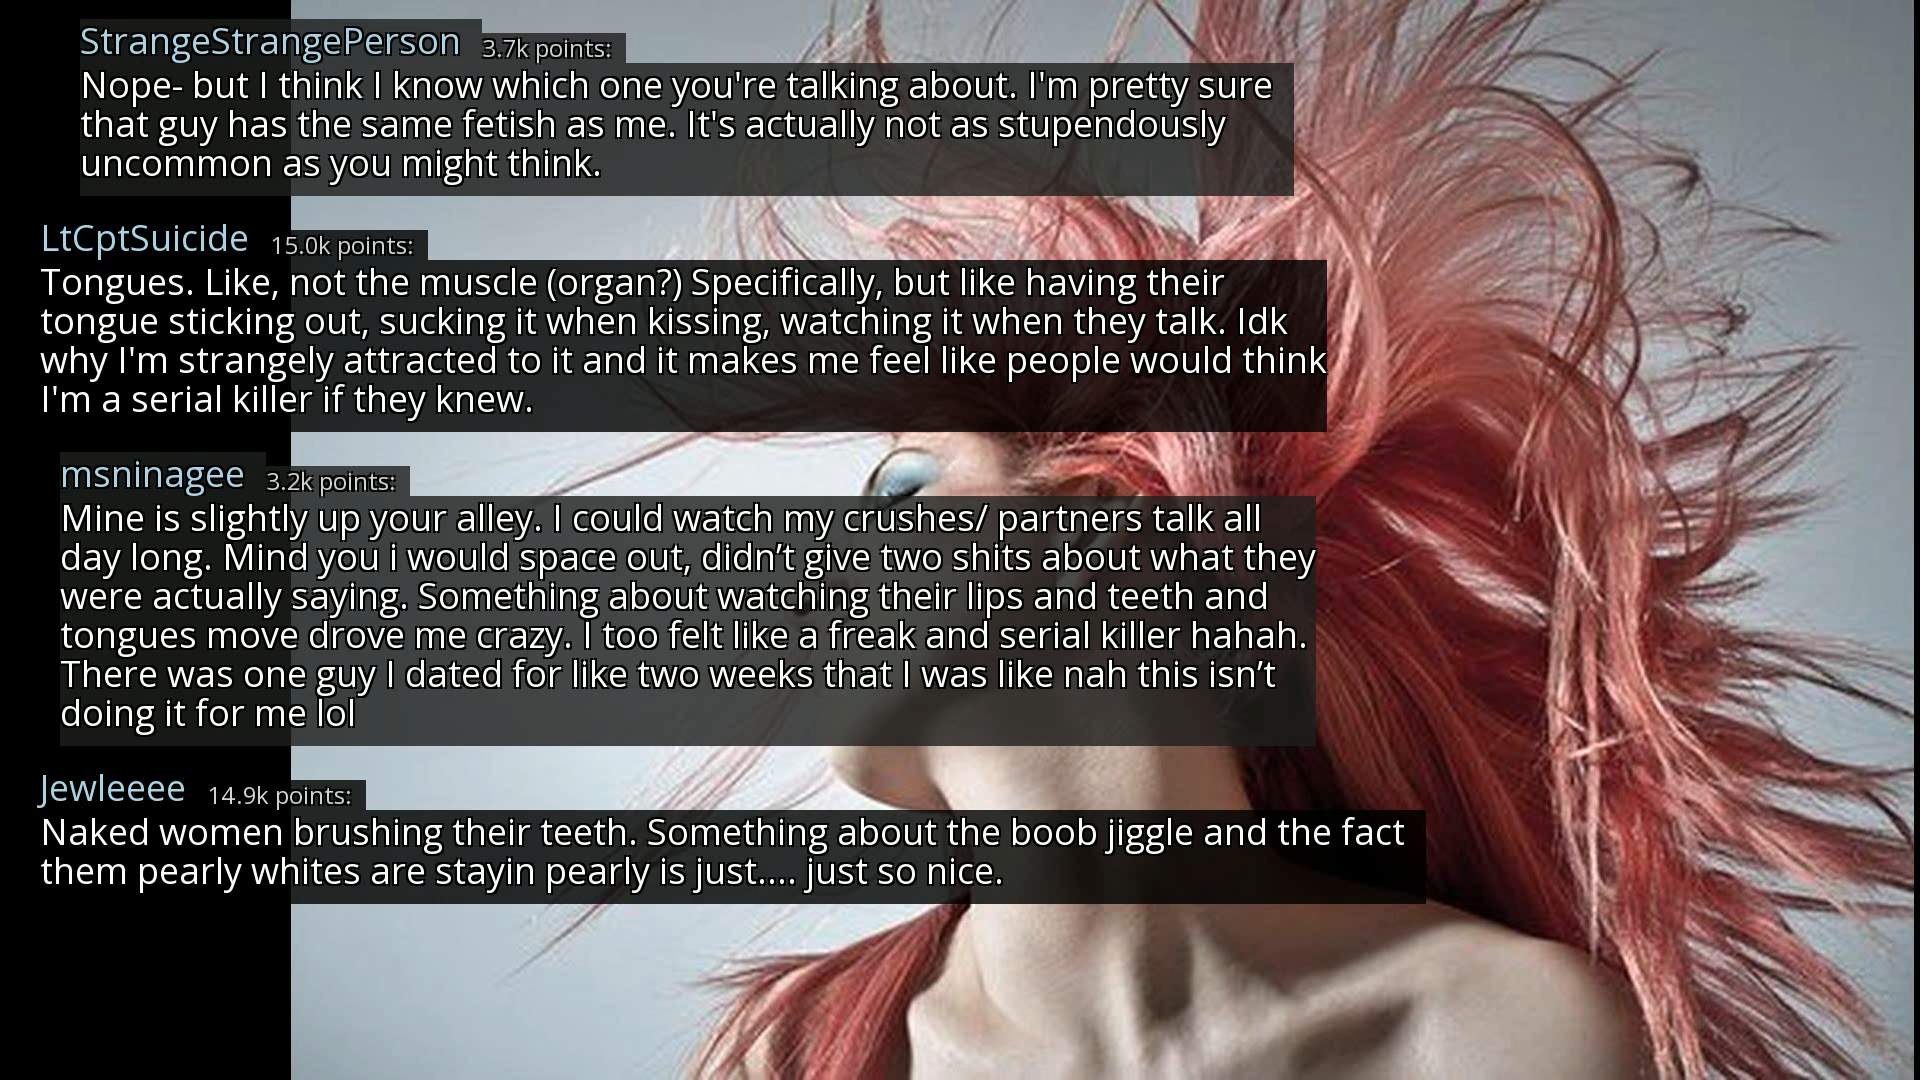 StrangeStrangePerson 3.7k points:
Nope- but I think I know which one you're talking about. I'm pretty sure
that guy has the same fetish as me. It's actually not as stupendously
uncommon as you might think.
LtCptSuicide 15.0k points:
Tongues. Like, not the muscle (organ?) Specifically, but like having their
tongue sticking out, sucking it when kissing, watching it when they talk. Idk
why I'm strangely attracted to it and it makes me feel like people would think
I'm a serial killer if they knew.
msninagee 3.2k points:
Mine is slightly up your alley. I could watch my crushes/ partners talk all
day long. Mind you i would space out, didn’t give two shits about what they
were actually saying. Something about watching their lips and teeth and
tongues move drove me crazy. I too felt like a freak and serial killer hahah.
There was one guy I dated for like two weeks that I was like nah this isn’t
doing it for me lol
Jewleeee 14.9k points:
Naked women brushing their teeth. Something about the boob jiggle and the fact
them pearly whites are stayin pearly is just.... just so nice.